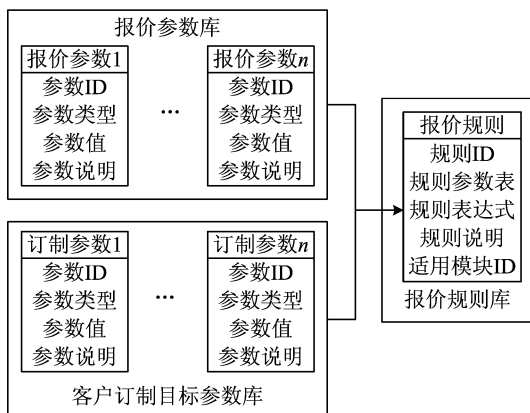 报价参数库
报价参数1
参数ID
参数类型
参数值
参数说明
...
报价参数n
参数ID
参数类型
参数值
参数说明
订制参数1
参数ID
参数类型
参数值
参数说明
...
订制参数n
参数ID
参数类型
参数值
参数说明
客户订制目标参数库
报价规则
规则ID
规则参数表
规则表达式
规则说明
适用模块ID
报价规则库